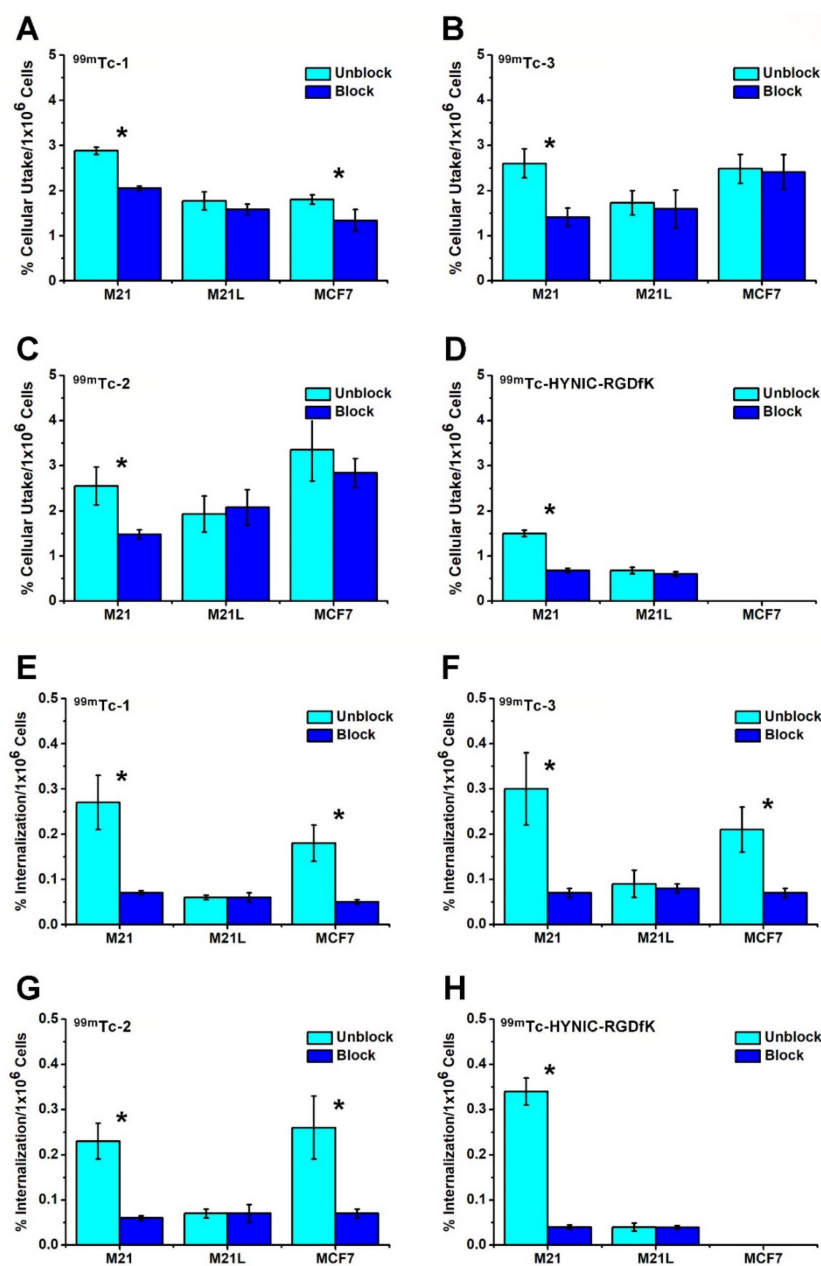 A
99mTc-1
Unblock
Block
% Cellular Utake/1x10^6 Cells
5
4
3
2
1
0
*
*
M21
M21L
MCF7
B
99mTc-3
Unblock
Block
% Cellular Utake/1x10^6 Cells
5
4
3
2
1
0
*
M21
M21L
MCF7
C
99mTc-2
Unblock
Block
% Cellular Utake/1x10^6 Cells
5
4
3
2
1
0
*
M21
M21L
MCF7
D
99mTc-HYNIC-RGDfK
Unblock
Block
% Cellular Utake/1x10^6 Cells
5
4
3
2
1
0
*
M21
M21L
MCF7
E
99mTc-1
Unblock
Block
% Internalization/1x10^6 Cells
0.5
0.4
0.3
0.2
0.1
0.0
*
*
M21
M21L
MCF7
F
99mTc-3
Unblock
Block
% Internalization/1x10^6 Cells
0.5
0.4
0.3
0.2
0.1
0.0
*
*
M21
M21L
MCF7
G
99mTc-2
Unblock
Block
% Internalization/1x10^6 Cells
0.5
0.4
0.3
0.2
0.1
0.0
*
*
M21
M21L
MCF7
H
99mTc-HYNIC-RGDfK
Unblock
Block
% Internalization/1x10^6 Cells
0.5
0.4
0.3
0.2
0.1
0.0
*
M21
M21L
MCF7